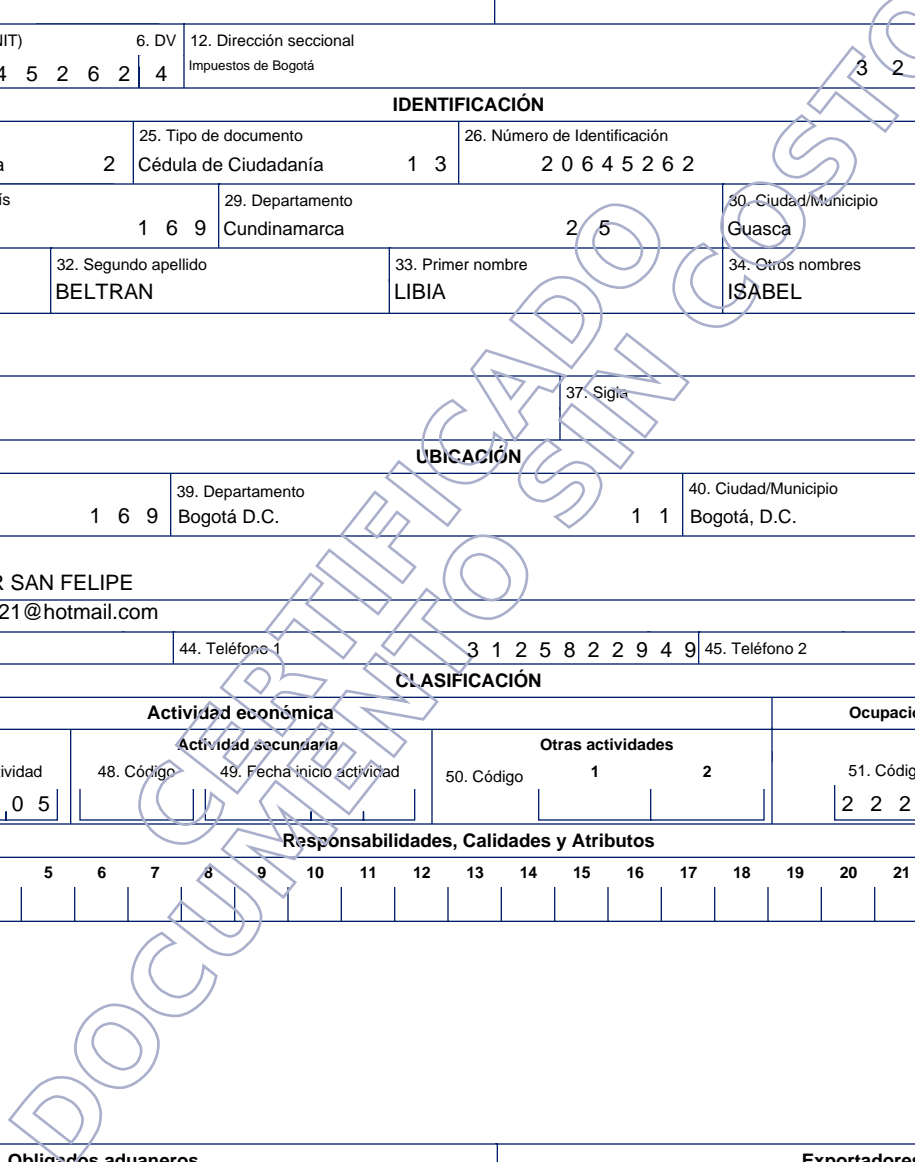 NIT) 6. DV 12. Dirección seccional
4 5 2 6 2 4 Impuestos de Bogotá 3 2
IDENTIFICACIÓN
25. Tipo de documento 26. Número de Identificación
a 2 Cédula de Ciudadanía 1 3 2 0 6 4 5 2 6 2
ís 29. Departamento 30. Ciudad/Municipio
1 6 9 Cundinamarca 2 5 Guasca
32. Segundo apellido 33. Primer nombre 34. Otros nombres
BELTRAN LIBIA ISABEL
37. Sigla
UBICACIÓN
39. Departamento 40. Ciudad/Municipio
1 6 9 Bogotá D.C. 1 1 Bogotá, D.C.
R SAN FELIPE
21@hotmail.com
44. Teléfono 1 3 1 2 5 8 2 2 9 4 9 45. Teléfono 2
CLASIFICACIÓN
Actividad económica Ocupació
Actividad secundaria Otras actividades
ividad 48. Código 49. Fecha inicio actividad 50. Código 1 2 51. Códig
0 5 2 2 2
Responsabilidades, Calidades y Atributos
5 6 7 8 9 10 11 12 13 14 15 16 17 18 19 20 21
Obligados aduaneros Exportadores
CERTIFICADO
DOCUMENTO SIN COSTO